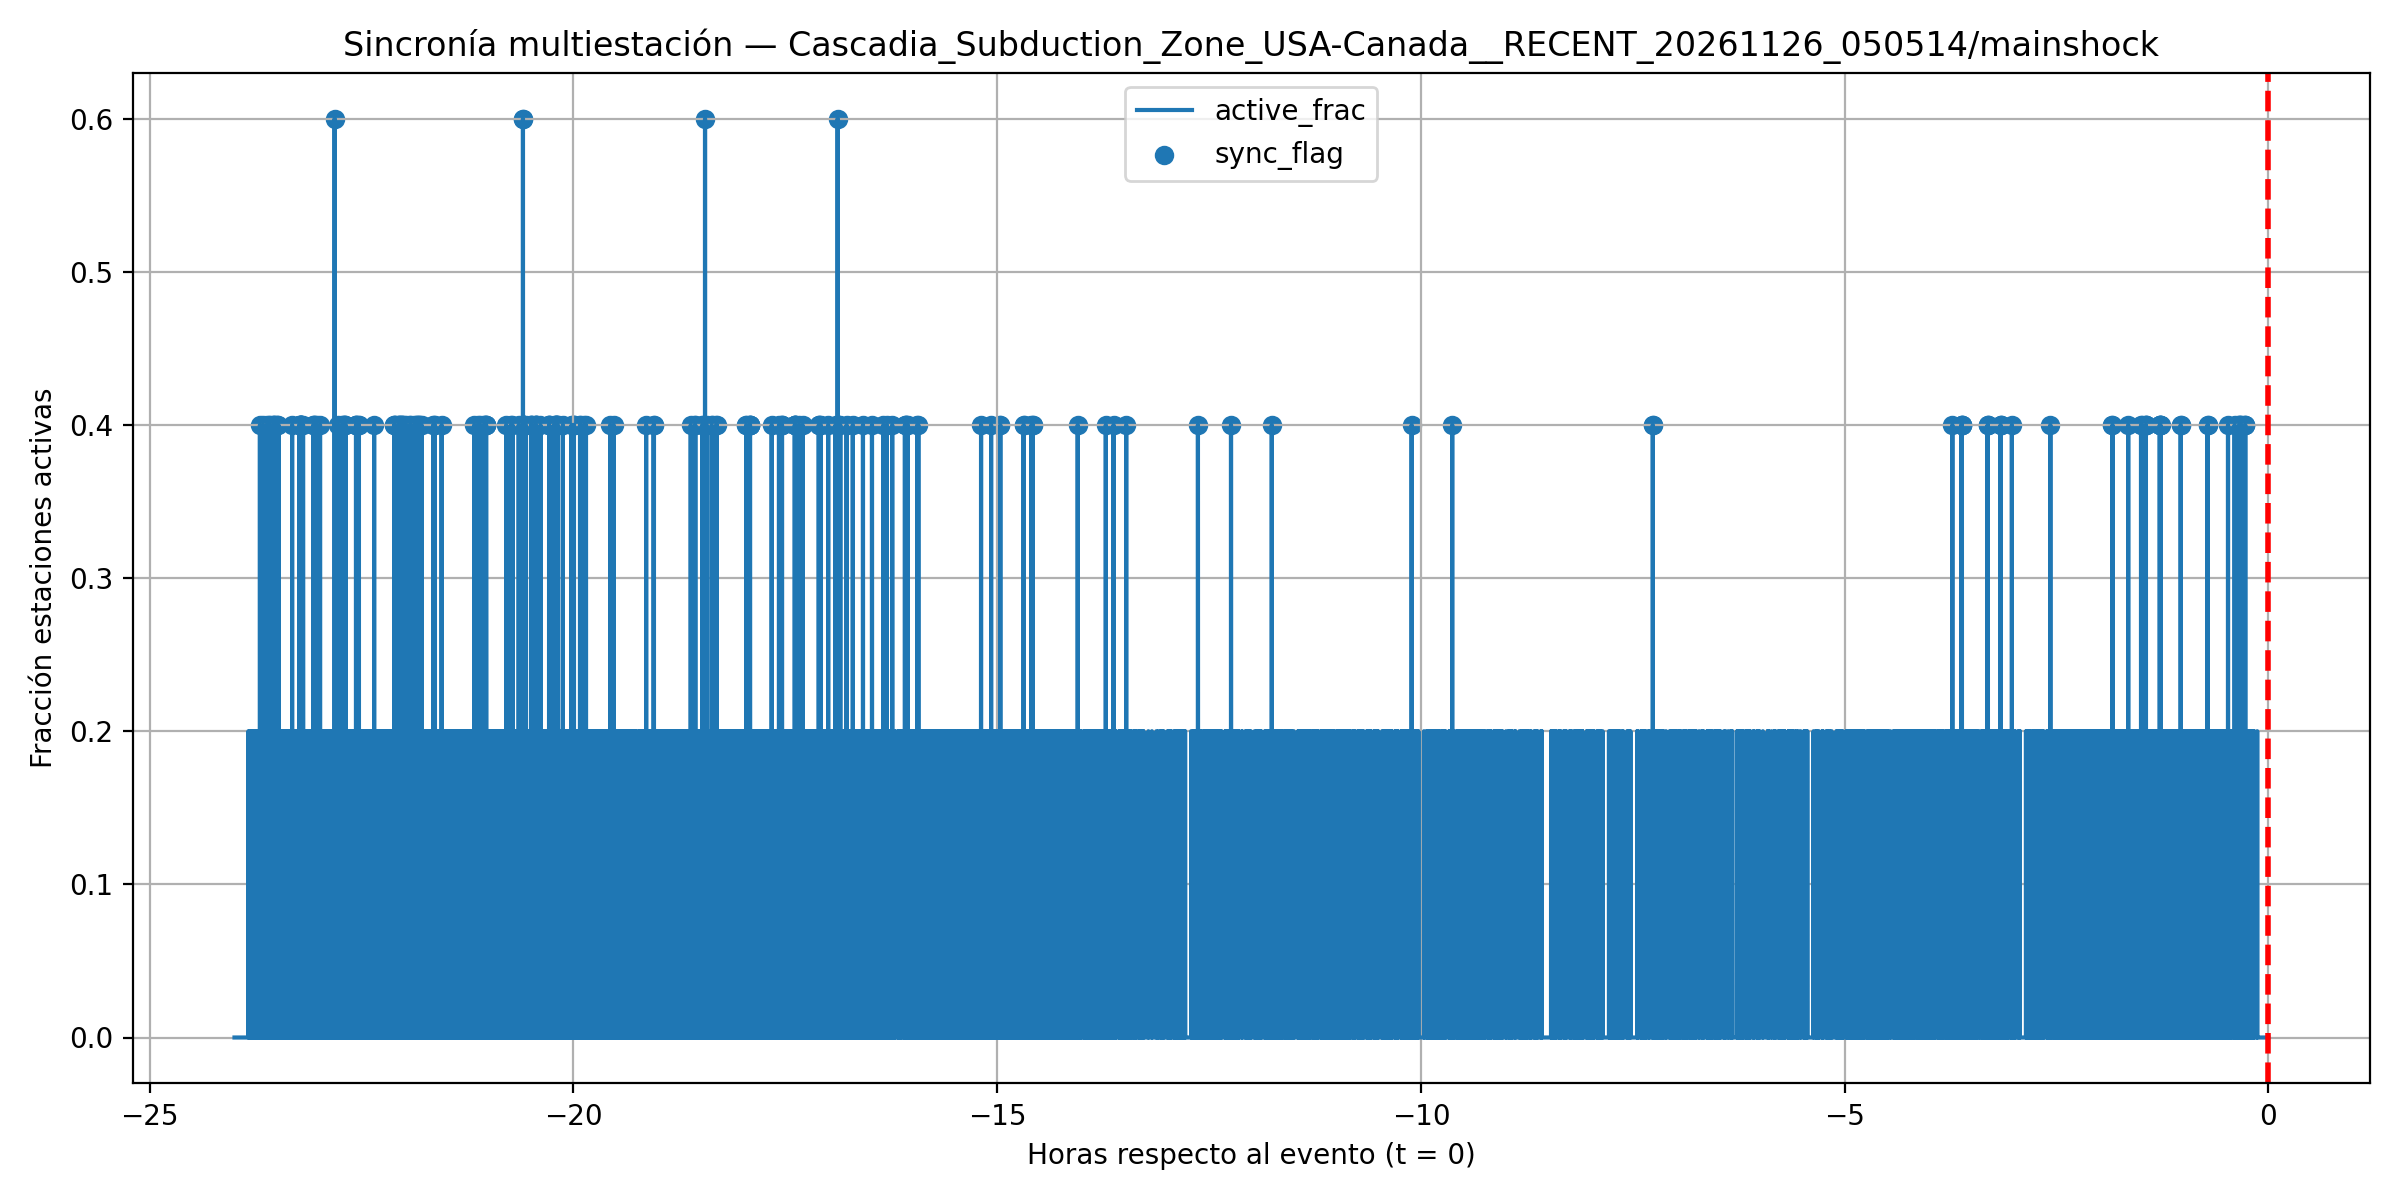 Sincronía multiestación — Cascadia_Subduction_Zone_USA-Canada__RECENT_20261126_050514/mainshock
active_frac
sync_flag
Fracción estaciones activas
0.6
0.5
0.4
0.3
0.2
0.1
0.0
−25 −20 −15 −10 −5 0
Horas respecto al evento (t = 0)